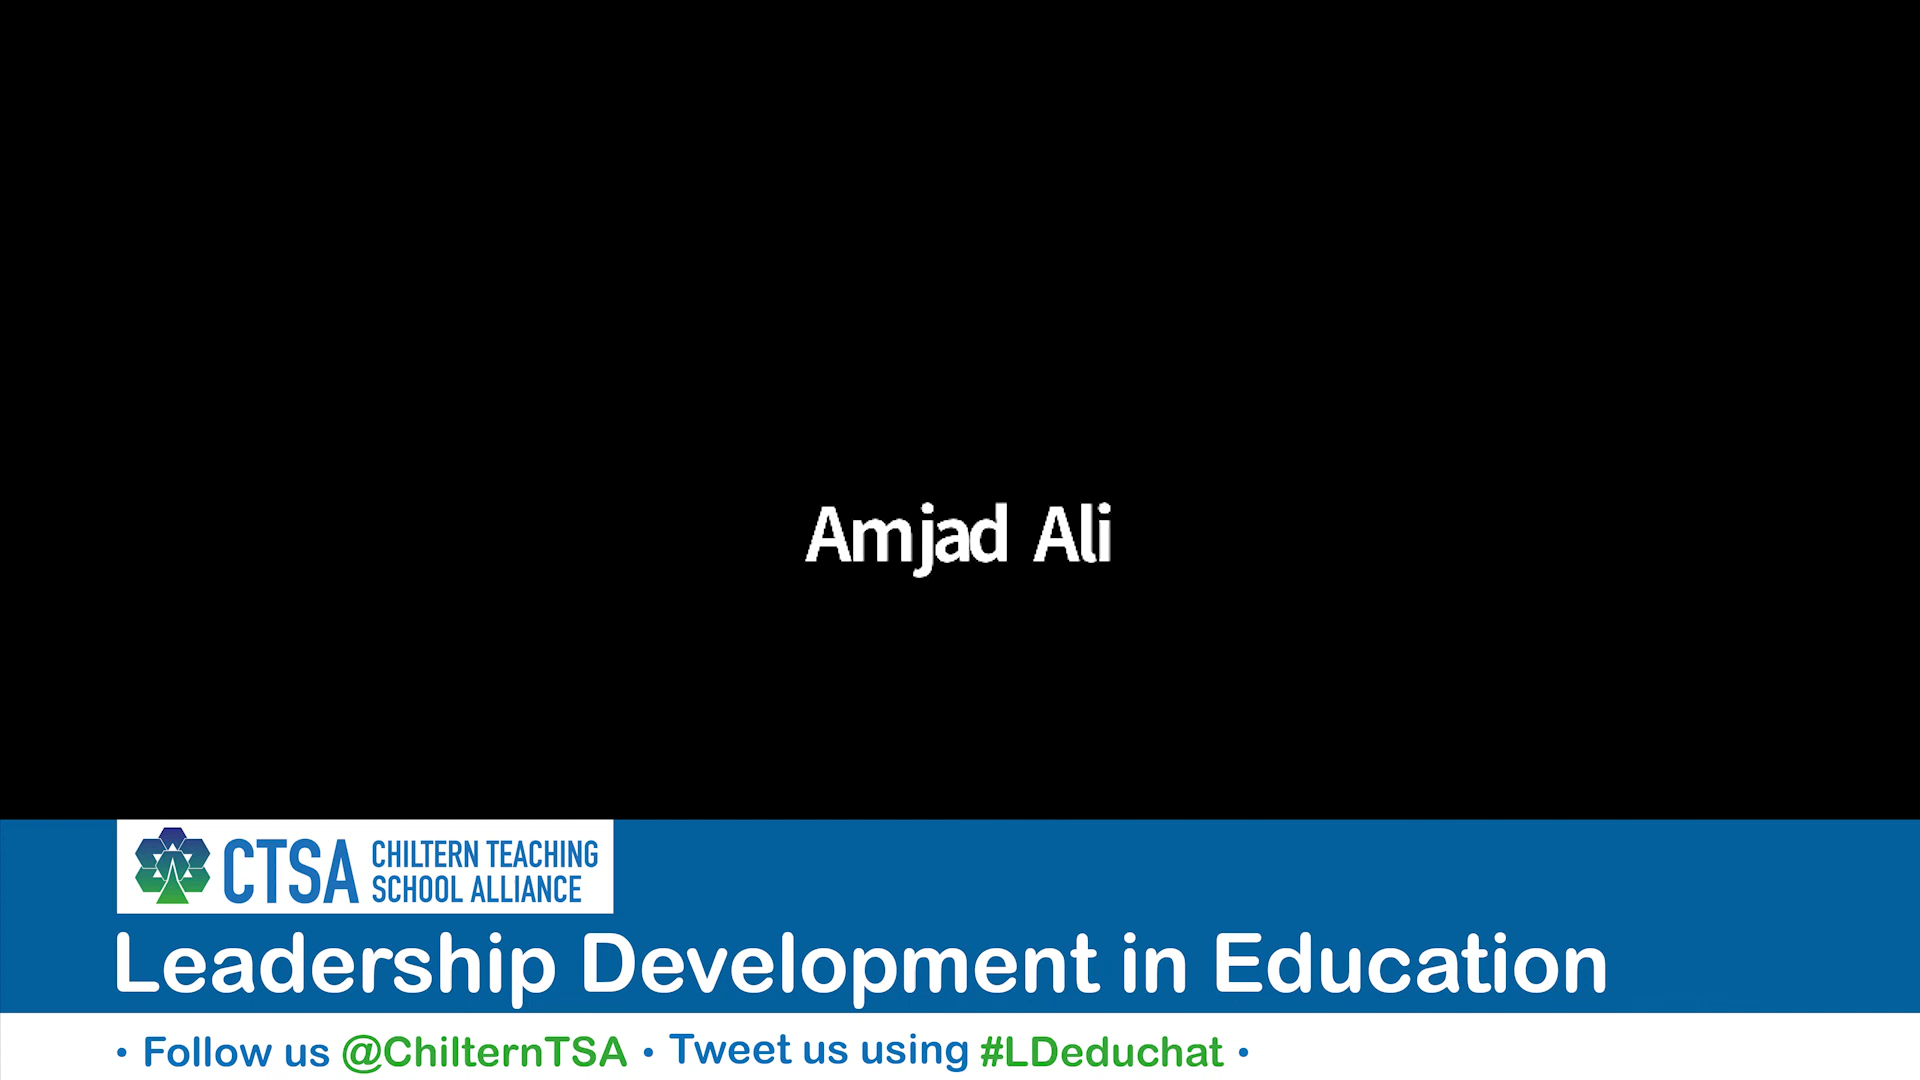 Amjad Ali
CTSA
CHILTERN TEACHING
SCHOOL ALLIANCE
Leadership Development in Education
• Follow us @ChilternTSA • Tweet us using #LDeduchat •